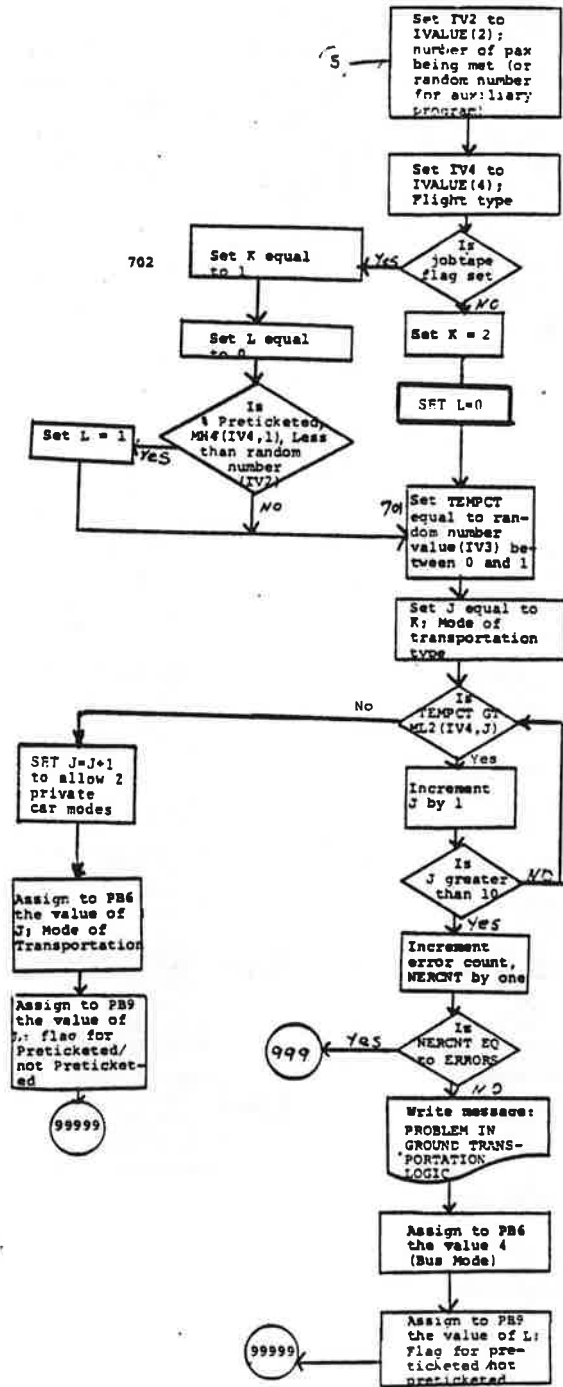 5
Set IV2 to
IVALUE(2);
number of pax
being met (or
random number
for auxiliary
program)
Set IV4 to
IVALUE(4);
Flight type
Is
jobtape
flag set
Yes
NO
702
Set K equal
to 1
Set L equal
to 0
Is
% Preticketed,
MH4(IV4,1), Less
than random
number
(IV2)
Yes
NO
Set L = 1
Set K = 2
SET L=0
701
Set TEMPCT
equal to ran-
dom number
value(IV3) be-
tween 0 and 1
Set J equal to
K; Mode of
transportation
type
Is
TEMPCT GT
ML2(IV4,J)
No
Yes
Increment
J by 1
Is
J greater
than 10
NO
Yes
Increment
error count,
NERCNT by one
Is
NERCNT EQ
to ERRORS
Yes
999
NO
Write message:
PROBLEM IN
GROUND TRANS-
PORTATION
LOGIC
Assign to PB6
the value 4
(Bus Mode)
Assign to PB9
the value of L;
Flag for pre-
ticketed/not
preticketed
99999
SET J=J+1
to allow 2
private
car modes
Assign to PB6
the value of
J; Mode of
Transportation
Assign to PB9
the value of
L; flag for
Preticketed/
not Preticket-
ed
99999